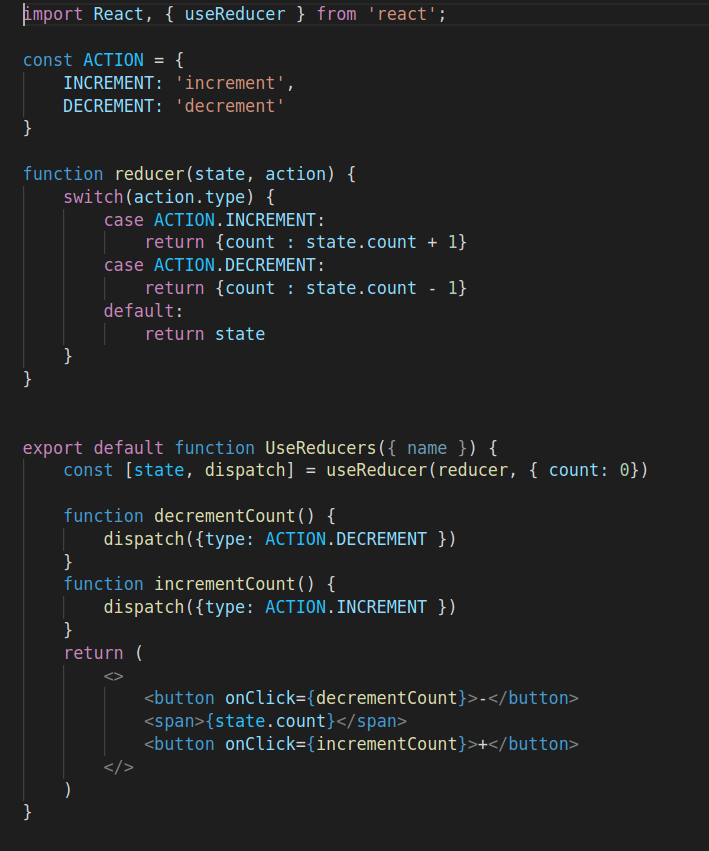 import React, { useReducer } from 'react';
const ACTION = {
    INCREMENT: 'increment',
    DECREMENT: 'decrement'
}
function reducer(state, action) {
    switch(action.type) {
        case ACTION.INCREMENT:
            return {count : state.count + 1}
        case ACTION.DECREMENT:
            return {count : state.count - 1}
        default:
            return state
    }
}
export default function UseReducers({ name }) {
    const [state, dispatch] = useReducer(reducer, { count: 0})
    function decrementCount() {
        dispatch({type: ACTION.DECREMENT })
    }
    function incrementCount() {
        dispatch({type: ACTION.INCREMENT })
    }
    return (
        <>
            <button onClick={decrementCount}>-</button>
            <span>{state.count}</span>
            <button onClick={incrementCount}>+</button>
        </>
    )
}